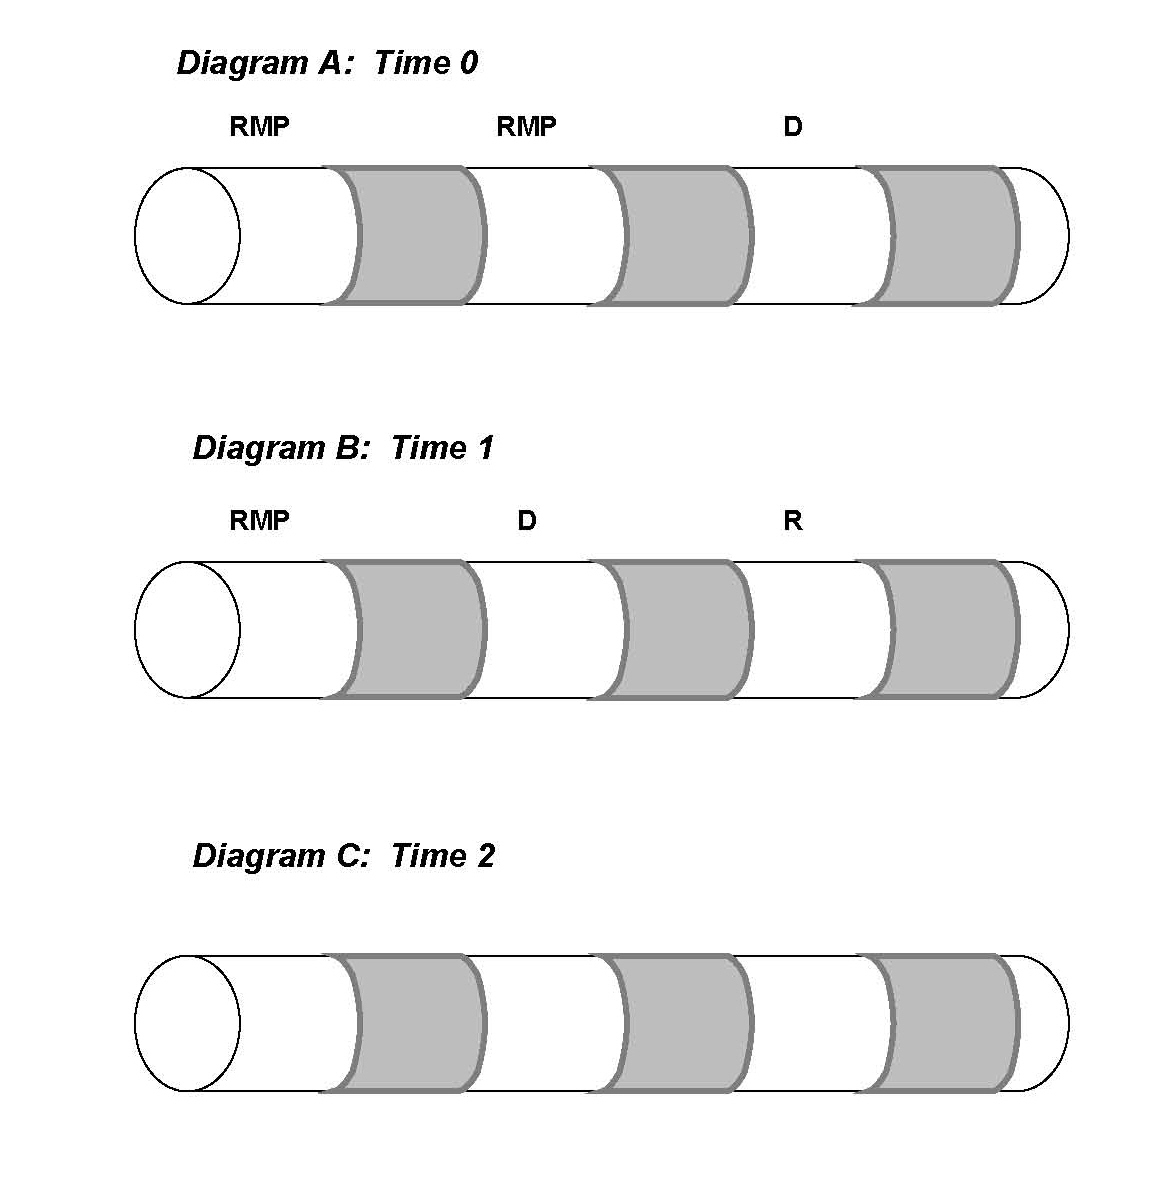 Diagram A: Time 0
RMP RMP D
Diagram B: Time 1
RMP D R
Diagram C: Time 2